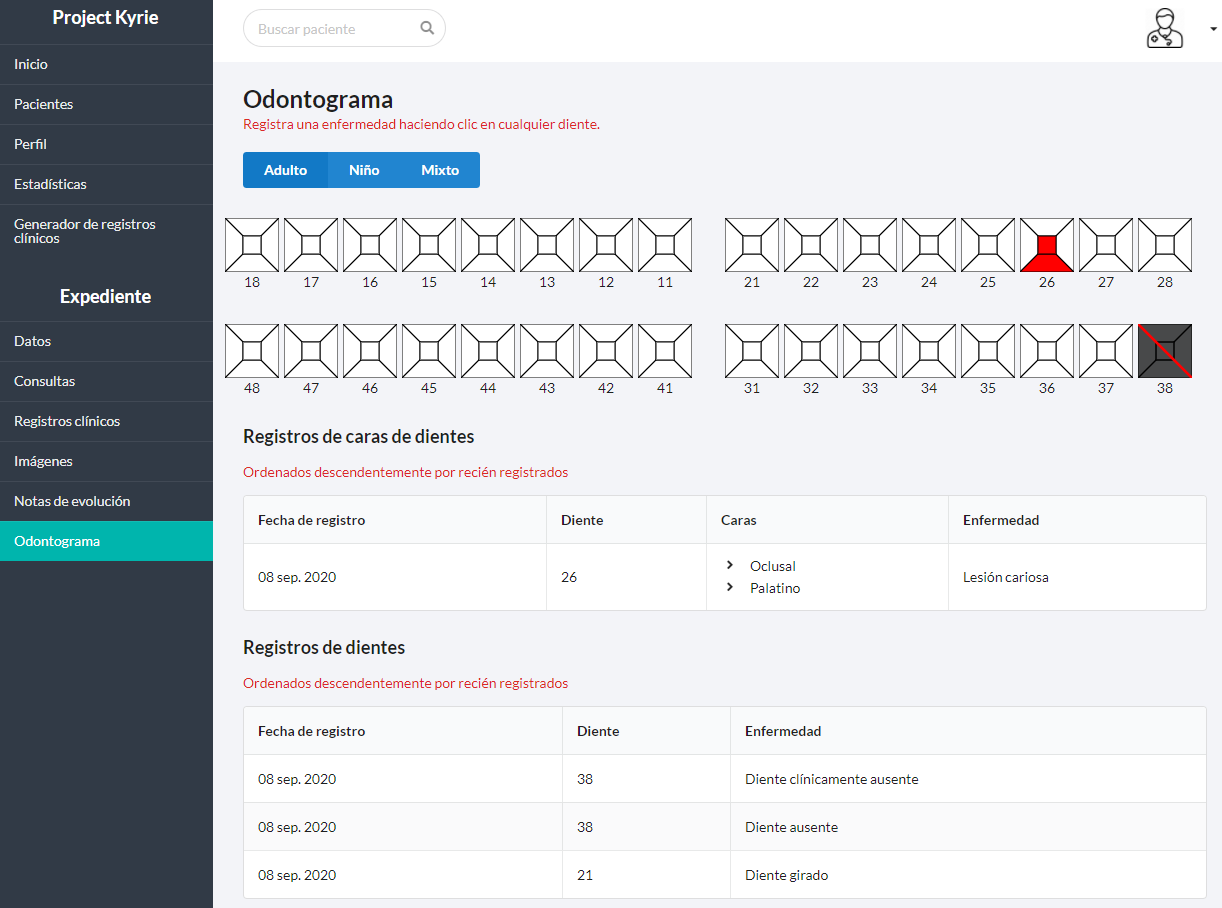 Project Kyrie
Buscar paciente
Inicio
Pacientes
Perfil
Estadísticas
Generador de registros
clínicos
Expediente
Datos
Consultas
Registros clínicos
Imágenes
Notas de evolución
Odontograma
Odontograma
Registra una enfermedad haciendo clic en cualquier diente.
Adulto Niño Mixto
18 17 16 15 14 13 12 11 21 22 23 24 25 26 27 28
48 47 46 45 44 43 42 41 31 32 33 34 35 36 37 38
Registros de caras de dientes
Ordenados descendentemente por recién registrados
Fecha de registro Diente Caras Enfermedad
08 sep. 2020 26 Oclusal Lesión cariosa
Palatino
Registros de dientes
Ordenados descendentemente por recién registrados
Fecha de registro Diente Enfermedad
08 sep. 2020 38 Diente clínicamente ausente
08 sep. 2020 38 Diente ausente
08 sep. 2020 21 Diente girado